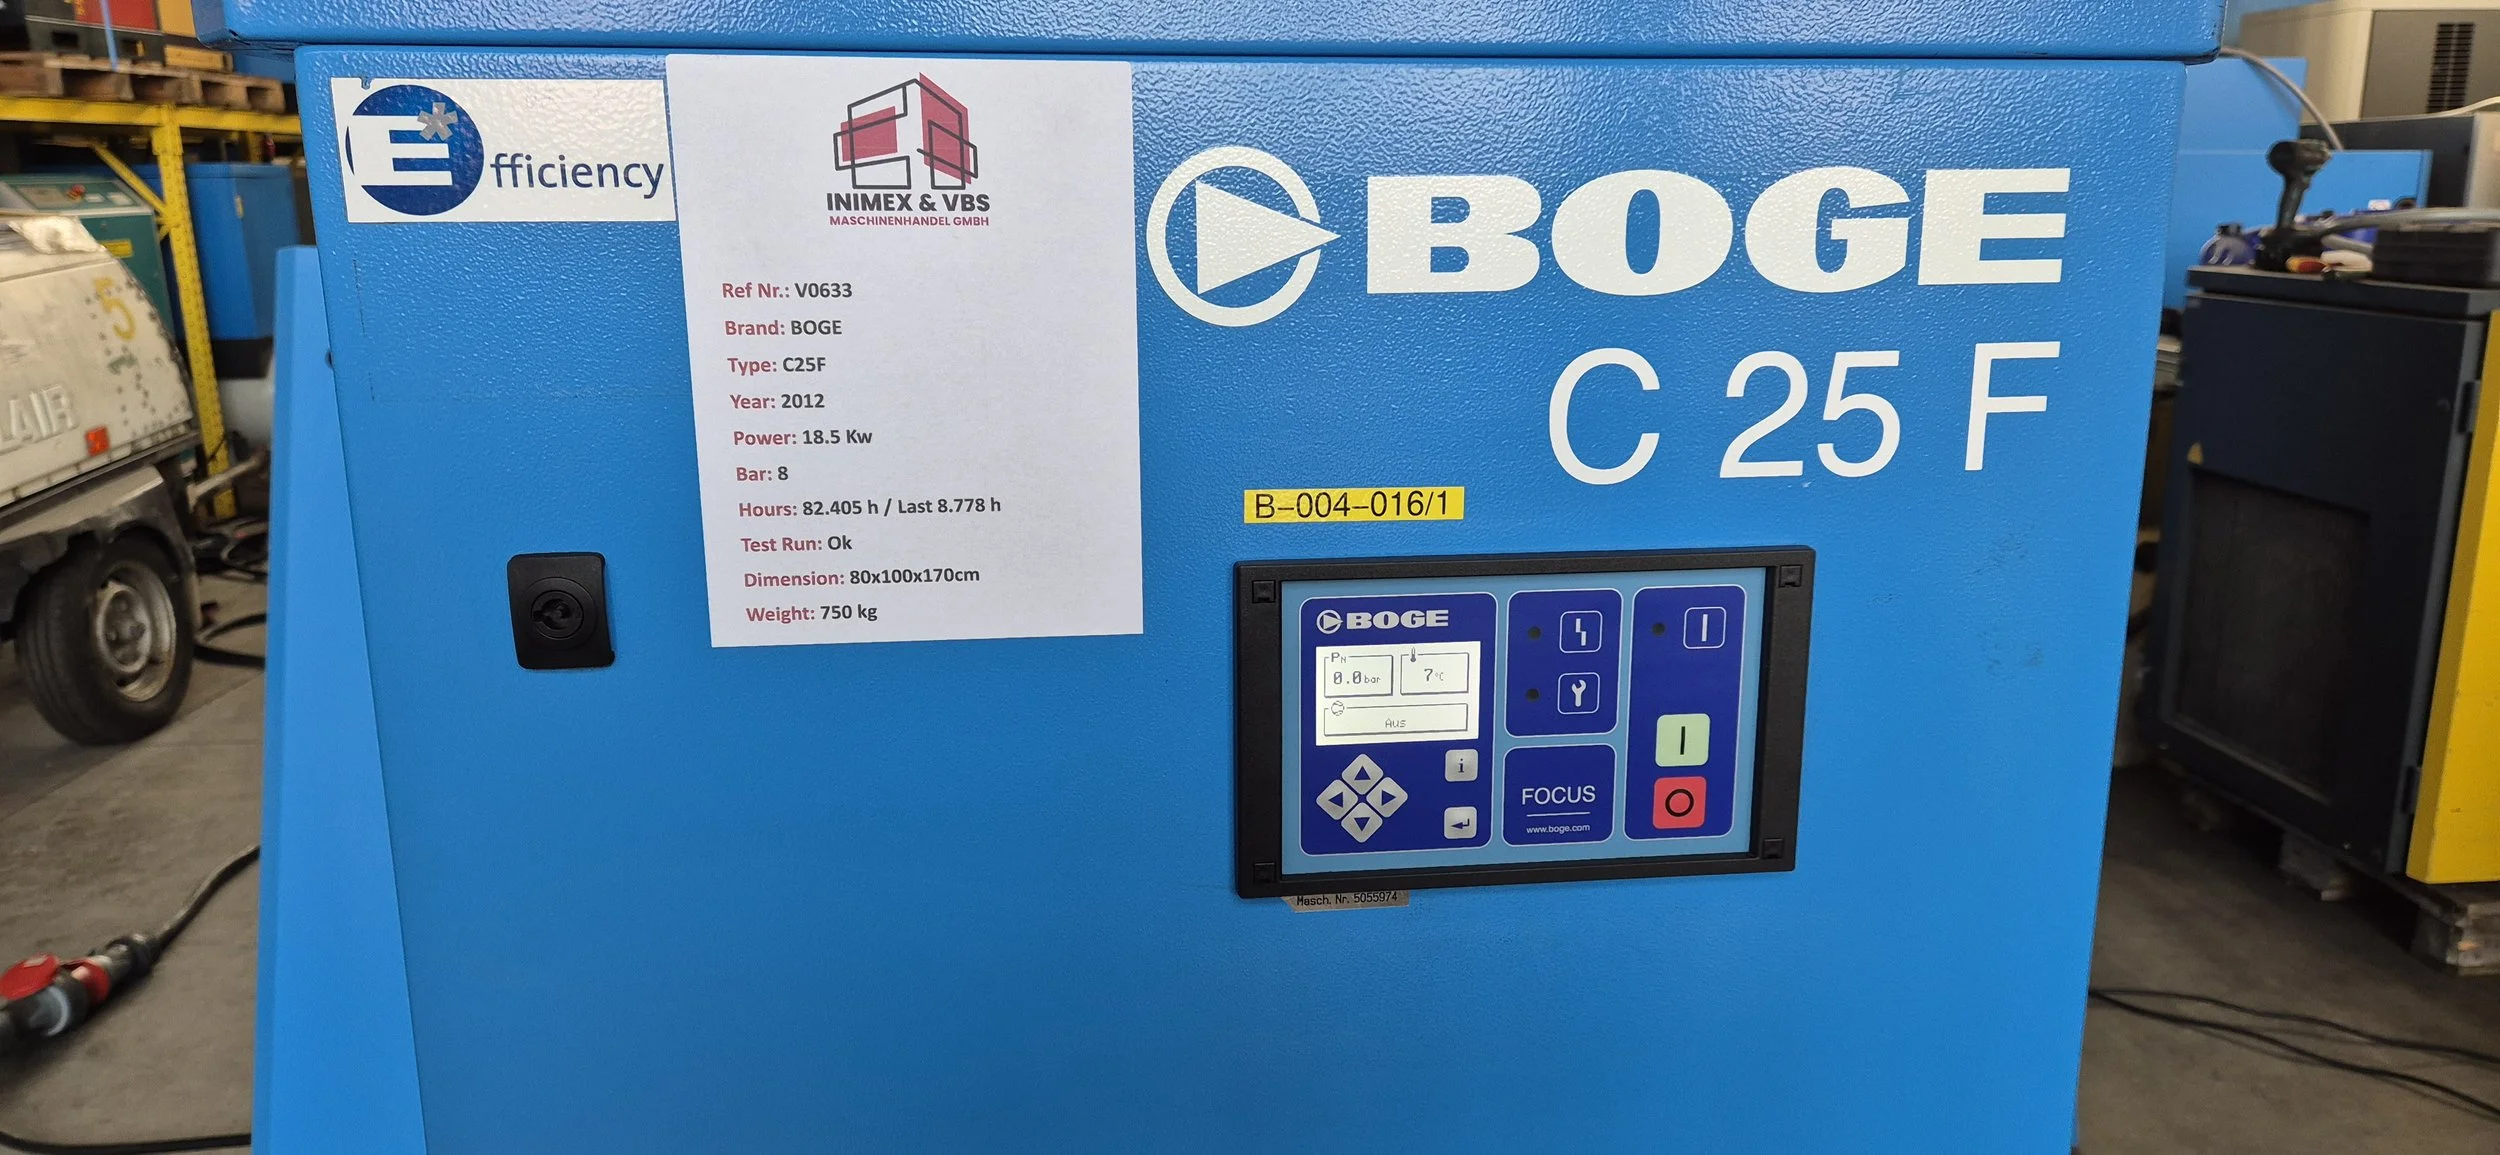 Efficiency
INIMEX & VBS
MASCHINENHANDEL GMBH
Ref Nr.: V0633
Brand: BOGE
Type: C25F
Year: 2012
Power: 18.5 Kw
Bar: 8
Hours: 82.405 h / Last 8.778 h
Test Run: Ok
Dimension: 80x100x170cm
Weight: 750 kg
BOGE
C 25 F
B-004-016/1
BOGE
PN
0.0 bar
7°C
Aus
i
FOCUS
www.boge.com
Masch. Nr. 5055974
5
AIR